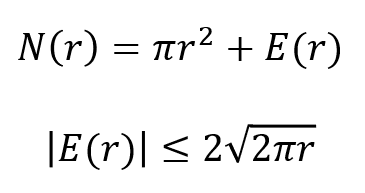 N(r) = πr² + E(r)
|E(r)| ≤ 2√2πr